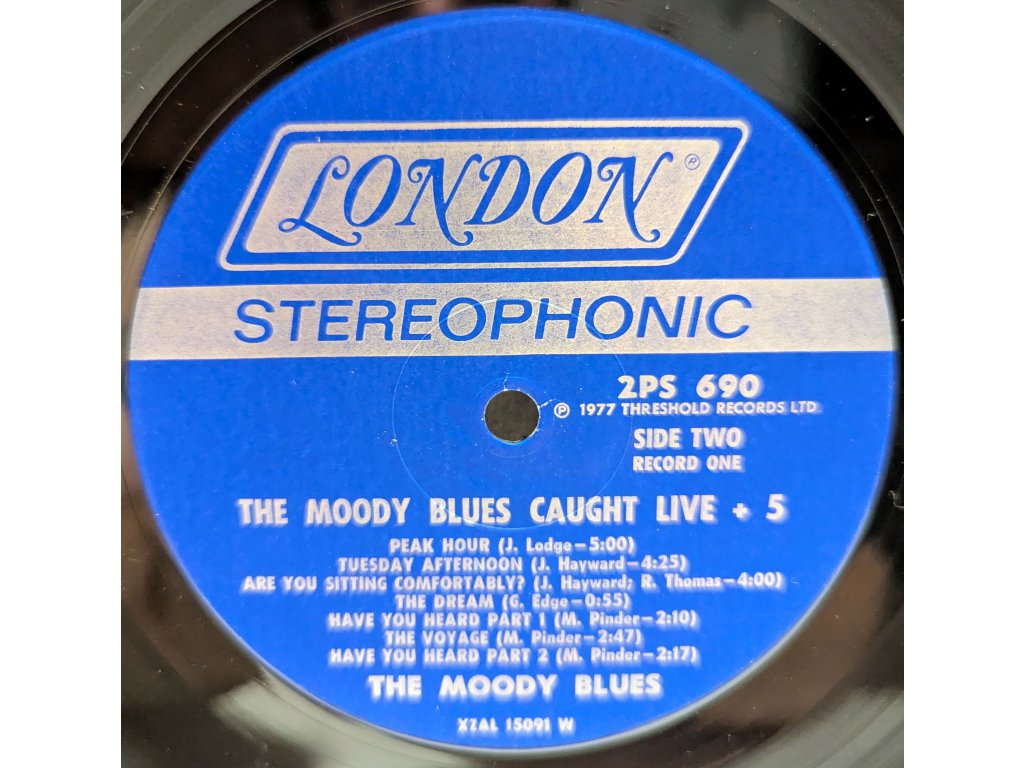 LONDON ®
STEREOPHONIC
2PS 690
℗ 1977 THRESHOLD RECORDS LTD.
SIDE TWO
RECORD ONE
THE MOODY BLUES CAUGHT LIVE + 5
PEAK HOUR (J. Lodge—5:00)
TUESDAY AFTERNOON (J. Hayward—4:25)
ARE YOU SITTING COMFORTABLY? (J. Hayward; R. Thomas—4:00)
THE DREAM (G. Edge—0:55)
HAVE YOU HEARD PART 1 (M. Pinder—2:10)
THE VOYAGE (M. Pinder—2:47)
HAVE YOU HEARD PART 2 (M. Pinder—2:17)
THE MOODY BLUES
XZAL 15091 W